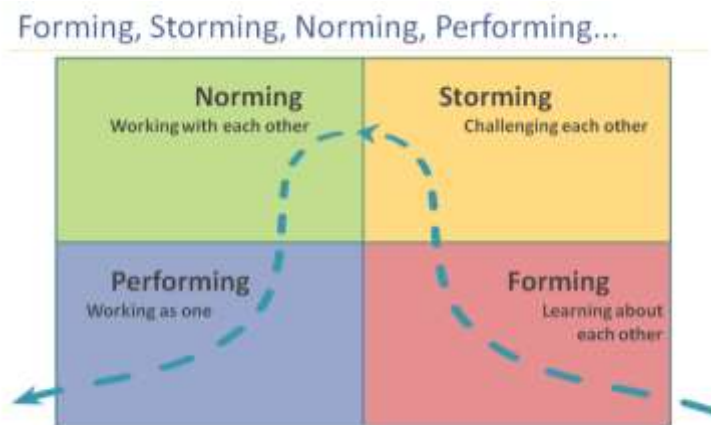 Forming, Storming, Norming, Performing...
Norming
Working with each other
Storming
Challenging each other
Performing
Working as one
Forming
Learning about
each other